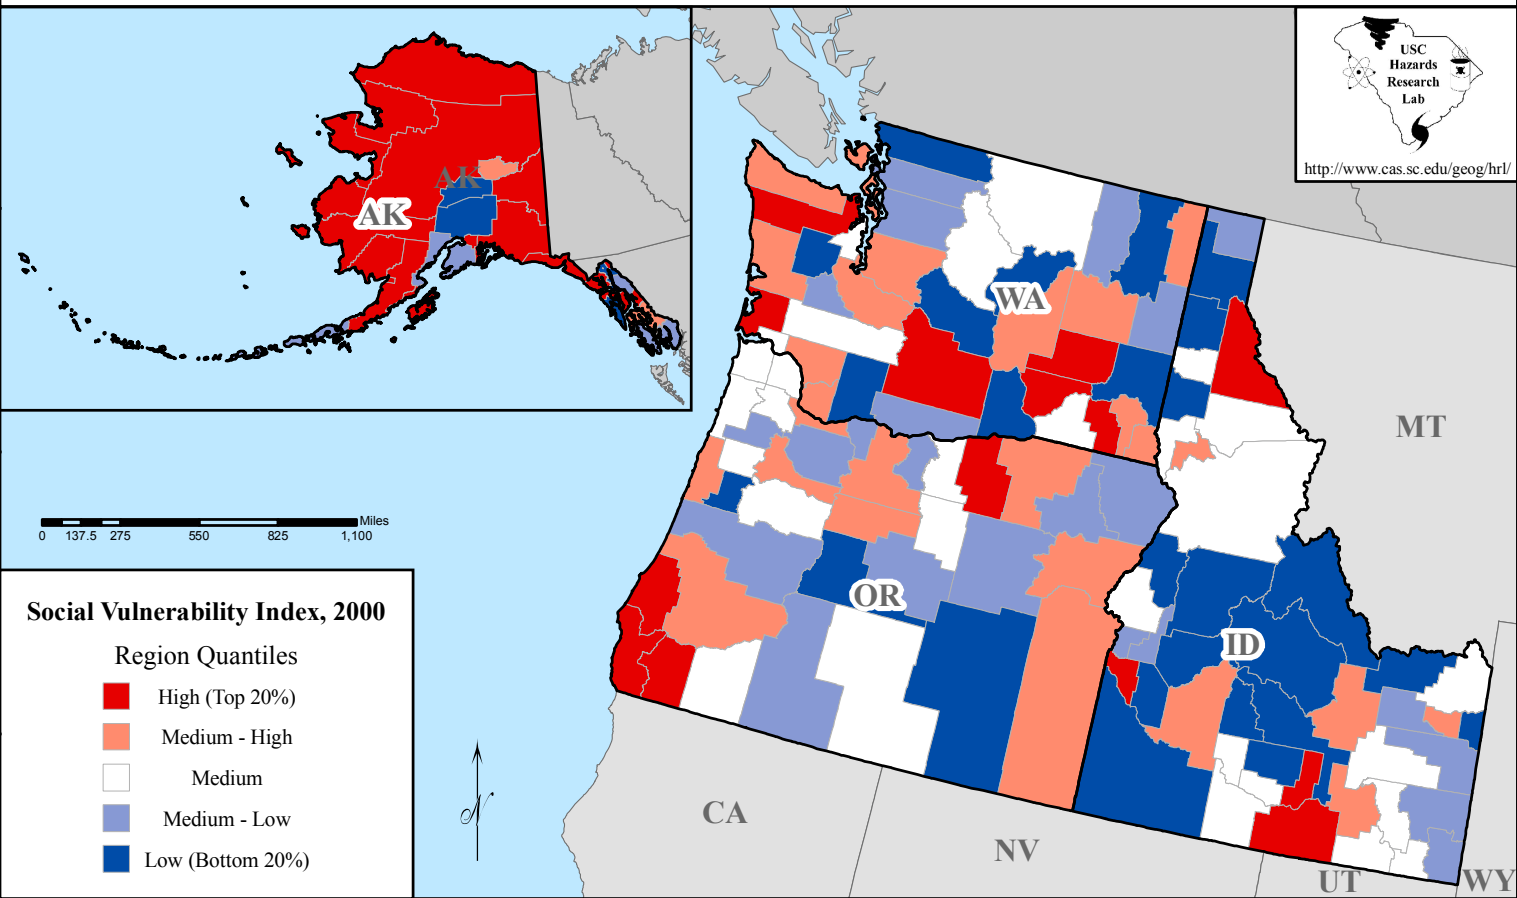 USC
Hazards
Research
Lab
http://www.cas.sc.edu/geog/hrl/
AK
AK
WA
MT
Miles
0 137.5 275 550 825 1,100
OR
ID
Social Vulnerability Index, 2000
Region Quantiles
High (Top 20%)
Medium - High
Medium
Medium - Low
Low (Bottom 20%)
N
CA
NV
UT
WY